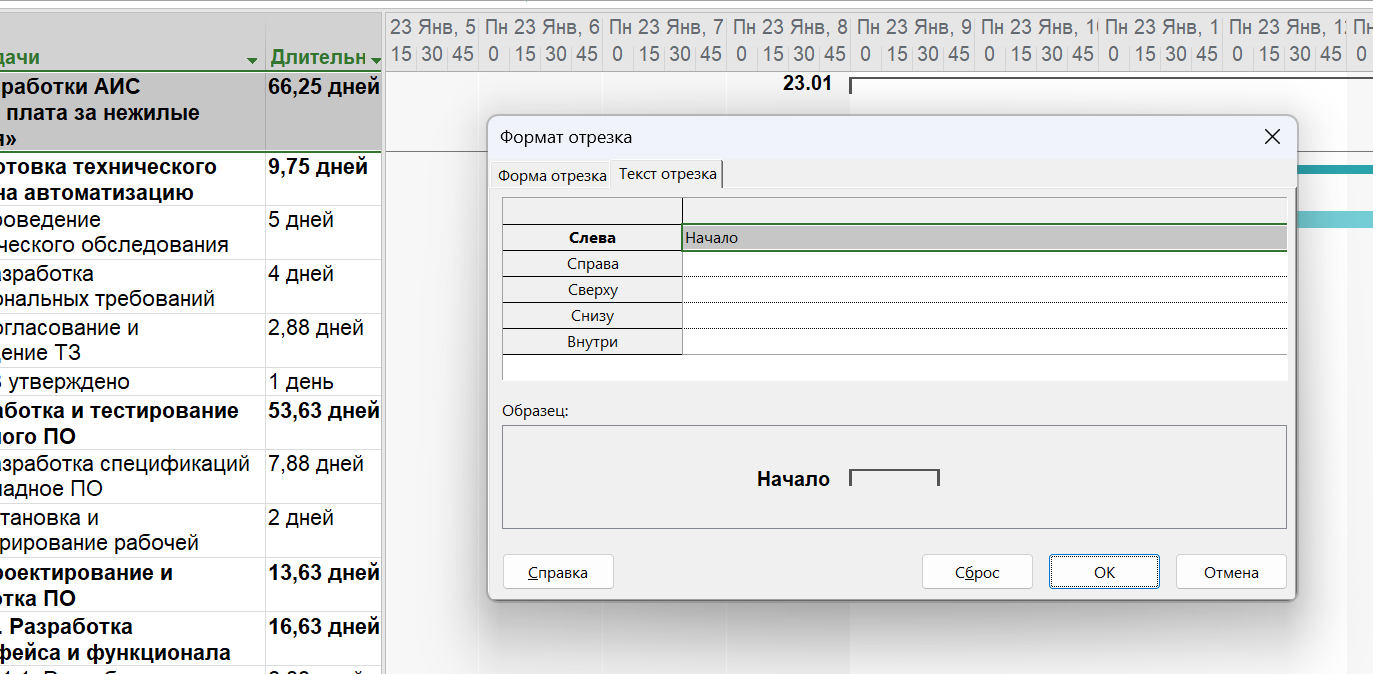 23 Янв, 5 Пн 23 Янв, 6 Пн 23 Янв, 7 Пн 23 Янв, 8 Пн 23 Янв, 9 Пн 23 Янв, 10 Пн 23 Янв, 1 Пн 23 Янв, 12 Пн
дачи Длительн 15 30 45 0 15 30 45 0 15 30 45 0 15 30 45 0 15 30 45 0 15 30 45 0 15 30 45 0 15 30 45 0
работки АИС 66,25 дней 23.01
плата за нежилые
я»
отовка технического 9,75 дней
на автоматизацию
роведение 5 дней
ческого обследования
азработка 4 дней
ональных требований
огласование и 2,88 дней
дение ТЗ
З утверждено 1 день
аботка и тестирование 53,63 дней
ного ПО
азработка спецификаций 7,88 дней
ладное ПО
тановка и 2 дней
рирование рабочей
роектирование и 13,63 дней
отка ПО
. Разработка 16,63 дней
фейса и функционала
Формат отрезка
Форма отрезка Текст отрезка
Слева Начало
Справа
Сверху
Снизу
Внутри
Образец:
Начало
Справка Сброс ОК Отмена